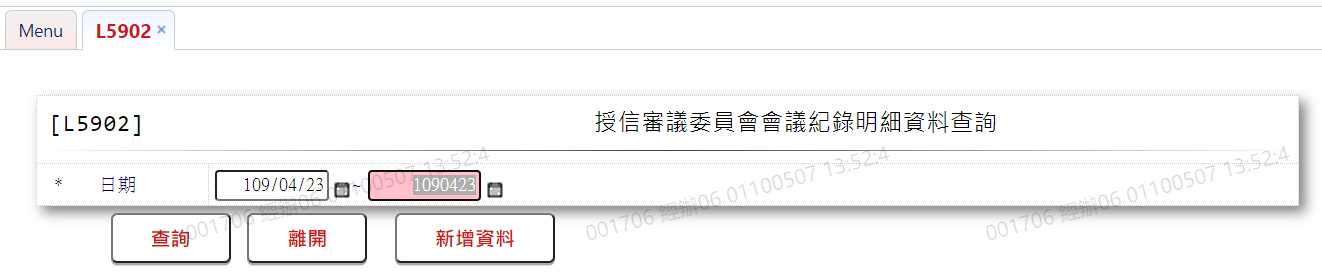 Menu L5902 ×
[L5902] 授信審議委員會會議紀錄明細資料查詢
* 日期 109/04/23 ~ 1090423
查詢 離開 新增資料
001706 經辦06 01100507 13:52:4
001706 經辦06 01100507 13:52:4
001706 經辦06 01100507 13:52:4